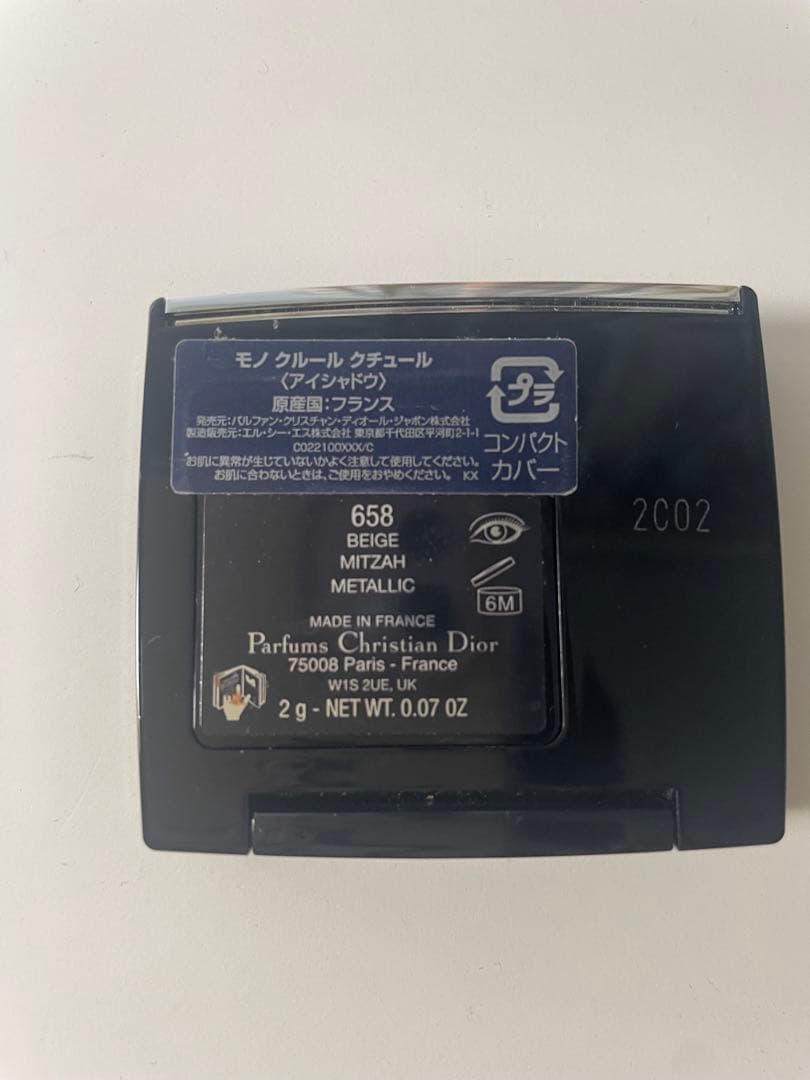 モノ クルール クチュール
〈アイシャドウ〉
原産国:フランス
発売元:パルファン・クリスチャン・ディオール・ジャポン株式会社
製造販売元:エル・シー・エス株式会社 東京都千代田区平河町2-1-1
C022100XXX/C
お肌に異常が生じていないかよく注意して使用してください。
お肌に合わないときは、ご使用をおやめください。 KX
プラ
コンパクト
カバー
658
BEIGE
MITZAH
METALLIC
6M
MADE IN FRANCE
Parfums Christian Dior
75008 Paris - France
W1S 2UE, UK
2 g - NET WT. 0.07 OZ
2C02